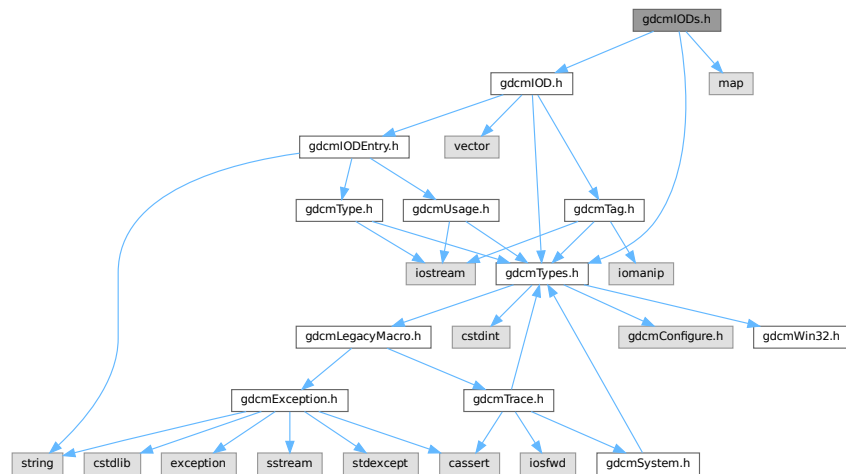 gdcmIODs.h
gdcmIOD.h
map
gdcmIODEntry.h
vector
gdcmType.h
gdcmUsage.h
gdcmTag.h
iostream
gdcmTypes.h
iomanip
gdcmLegacyMacro.h
cstdint
gdcmConfigure.h
gdcmWin32.h
gdcmException.h
gdcmTrace.h
string
cstdlib
exception
sstream
stdexcept
cassert
iosfwd
gdcmSystem.h